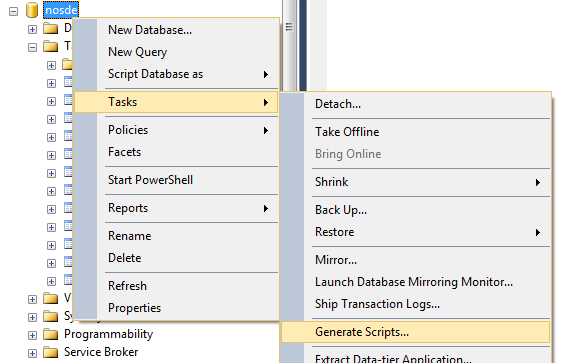 nosde
D
Ta
V
Sy
Programmability
Service Broker
New Database...
New Query
Script Database as
Tasks
Policies
Facets
Start PowerShell
Reports
Rename
Delete
Refresh
Properties
Detach...
Take Offline
Bring Online
Shrink
Back Up...
Restore
Mirror...
Launch Database Mirroring Monitor...
Ship Transaction Logs...
Generate Scripts...
Extract Data-tier Application...